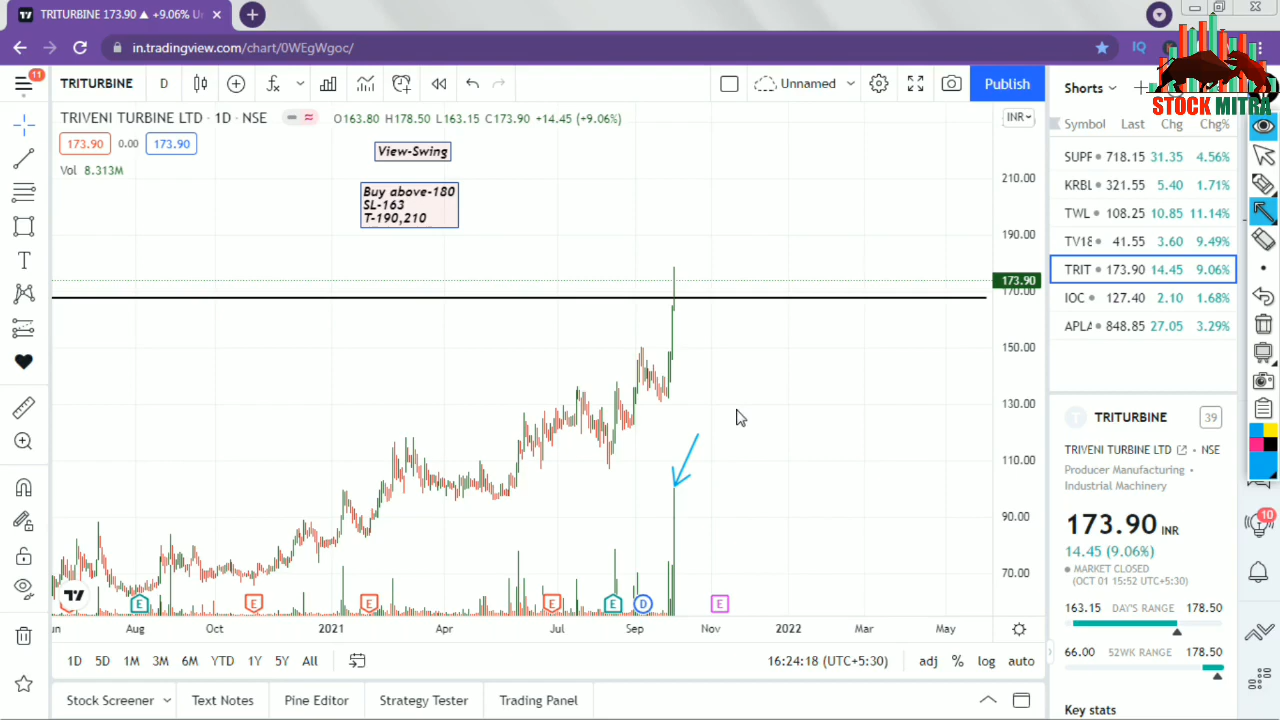 TRITURBINE 173.90 ▲ +9.06% Un
in.tradingview.com/chart/0WEgWgoc/
IQ
STOCK MITRA
11
TRITURBINE D
Unnamed
Publish
Shorts
TRIVENI TURBINE LTD · 1D · NSE
O163.80 H178.50 L163.15 C173.90 +14.45 (+9.06%)
INR
173.90 0.00 173.90
Vol 8.313M
View-Swing
Buy above-180
SL-163
T-190,210
210.00
190.00
173.90
170.00
150.00
130.00
110.00
90.00
70.00
E E E E E D E
Aug Oct 2021 Apr Jul Sep Nov 2022 Mar May
1D 5D 1M 3M 6M YTD 1Y 5Y All
16:24:18 (UTC+5:30) adj % log auto
Stock Screener Text Notes Pine Editor Strategy Tester Trading Panel
Symbol Last Chg Chg%
SUPF 718.15 31.35 4.56%
KRBL 321.55 5.40 1.71%
TWL 108.25 10.85 11.14%
TV18 41.55 3.60 9.49%
TRIT 173.90 14.45 9.06%
IOC 127.40 2.10 1.68%
APLA 848.85 27.05 3.29%
TRITURBINE 39
TRIVENI TURBINE LTD • NSE
Producer Manufacturing •
Industrial Machinery
173.90 INR
14.45 (9.06%)
MARKET CLOSED
(OCT 01 15:52 UTC+5:30)
163.15 DAY'S RANGE 178.50
66.00 52WK RANGE 178.50
Key stats
10